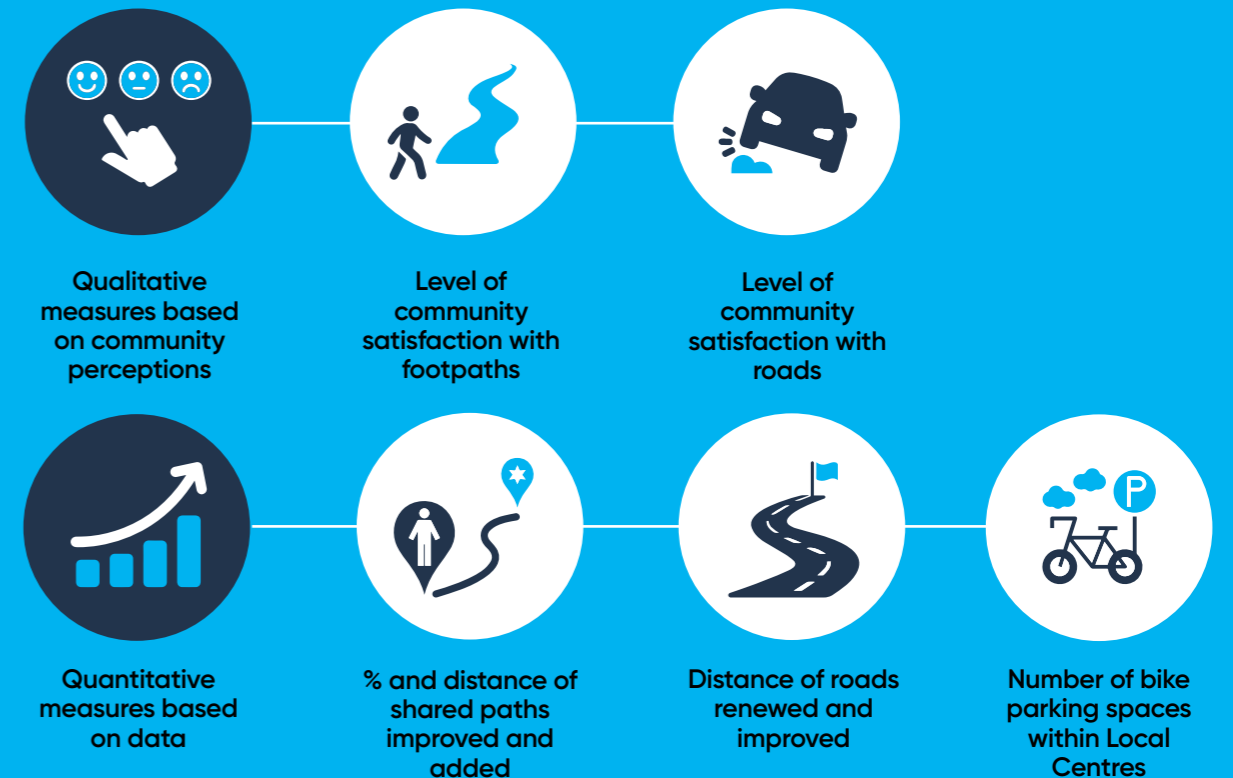 Qualitative
measures based
on community
perceptions
Level of
community
satisfaction with
footpaths
Level of
community
satisfaction with
roads
P
Quantitative
measures based
on data
% and distance of
shared paths
improved and
added
Distance of roads
renewed and
improved
Number of bike
parking spaces
within Local
Centres